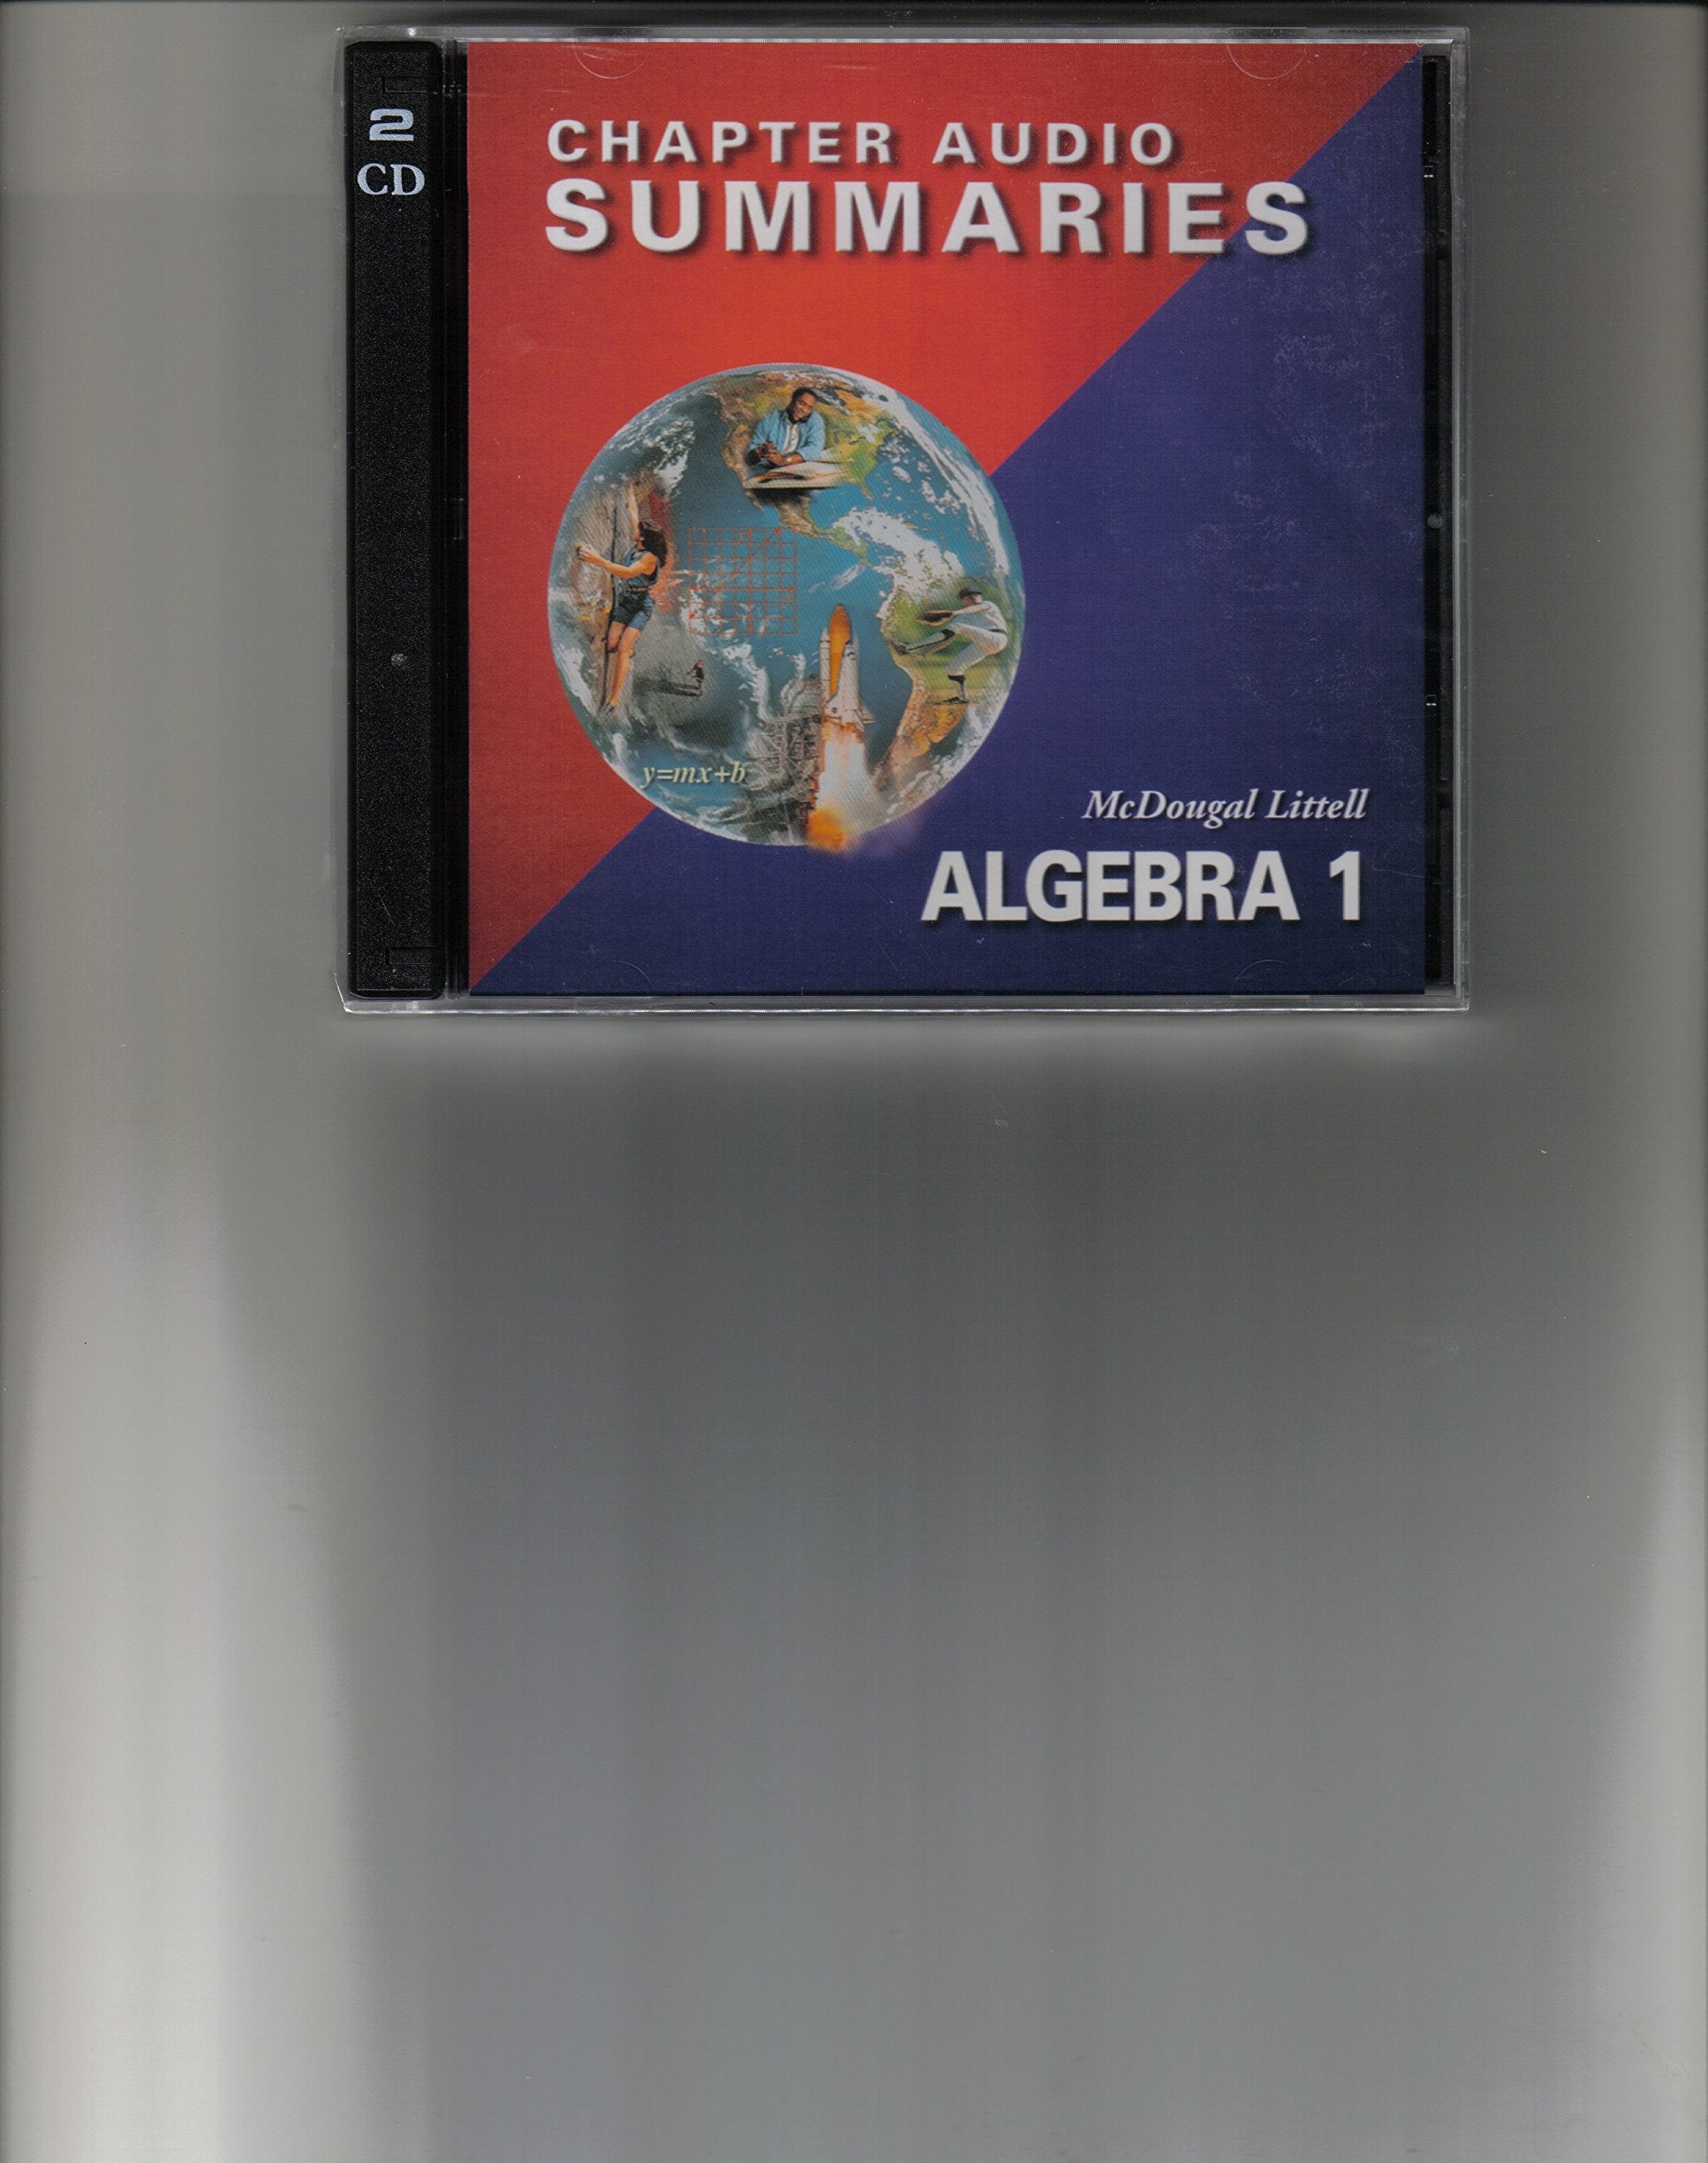 2
CD
CHAPTER AUDIO
SUMMARIES
y=mx+b
McDougal Littell
ALGEBRA 1